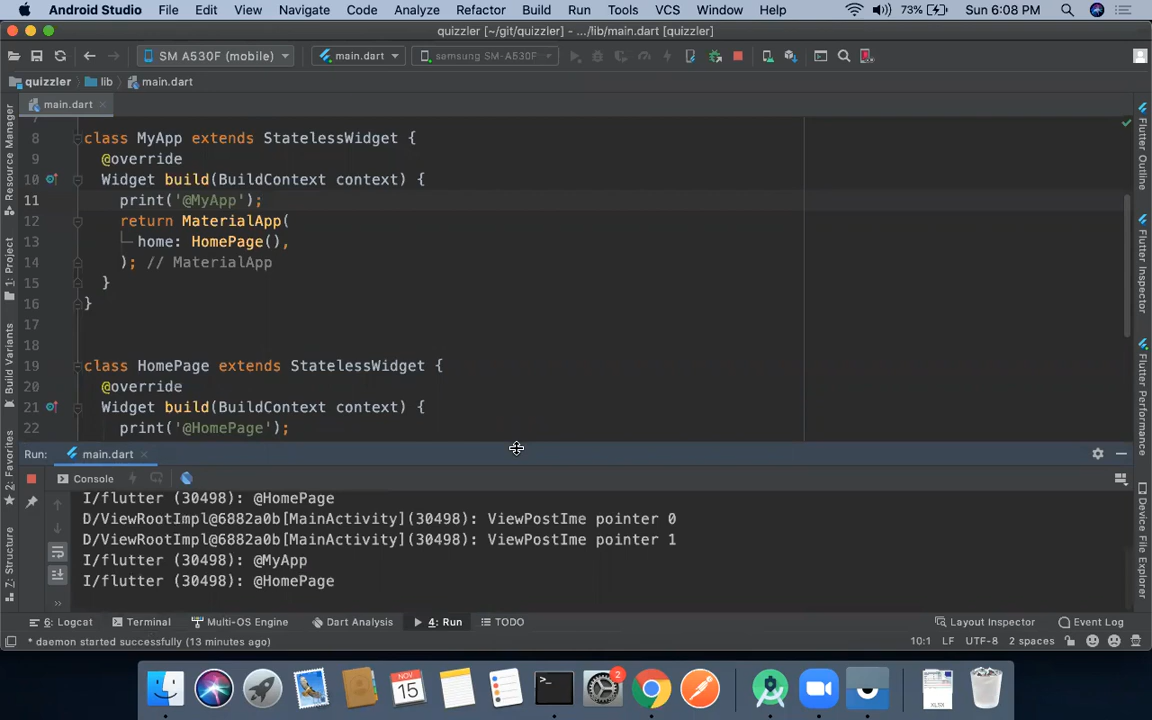 Android Studio File Edit View Navigate Code Analyze Refactor Build Run Tools VCS Window Help 73% Sun 6:08 PM
quizzler [~/git/quizzler] - .../lib/main.dart [quizzler]
SM A530F (mobile) main.dart samsung SM-A530F
quizzler lib main.dart
main.dart
7
8 class MyApp extends StatelessWidget {
9 @override
10 Widget build(BuildContext context) {
11 print('@MyApp');
12 return MaterialApp(
13 home: HomePage(),
14 ); // MaterialApp
15 }
16 }
17
18
19 class HomePage extends StatelessWidget {
20 @override
21 Widget build(BuildContext context) {
22 print('@HomePage');
Resource Manager
1: Project
Build Variants
2: Favorites
7: Structure
Flutter Outline
Flutter Inspector
Flutter Performance
Device File Explorer
Run: main.dart
Console
I/flutter (30498): @HomePage
D/ViewRootImpl@6882a0b[MainActivity](30498): ViewPostIme pointer 0
D/ViewRootImpl@6882a0b[MainActivity](30498): ViewPostIme pointer 1
I/flutter (30498): @MyApp
I/flutter (30498): @HomePage
»
6: Logcat Terminal Multi-OS Engine Dart Analysis 4: Run TODO Layout Inspector Event Log
* daemon started successfully (13 minutes ago) 10:1 LF UTF-8 2 spaces
NOV
15
2
XLSX